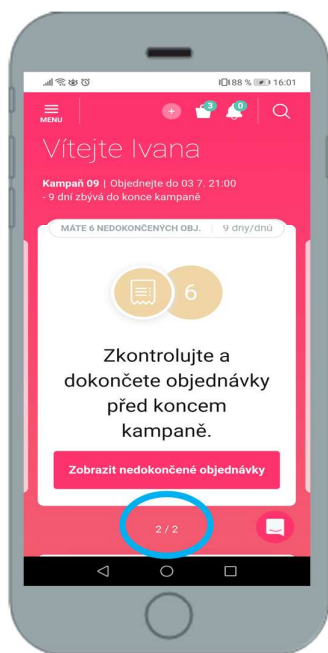 88 % 16:01
MENU
+ 3 9
Vítejte Ivana
Kampaň 09 | Objednejte do 03 7. 21:00
- 9 dní zbývá do konce kampaně
MÁTE 6 NEDOKONČENÝCH OBJ. | 9 dny/dnů
6
Zkontrolujte a
dokončete objednávky
před koncem
kampaně.
Zobrazit nedokončené objednávky
2 / 2